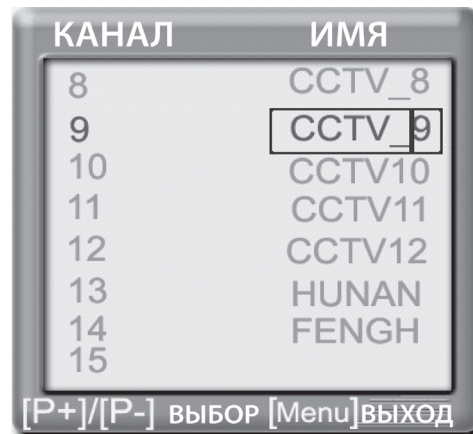 КАНАЛ ИМЯ
8 CCTV_8
9 CCTV_9
10 CCTV10
11 CCTV11
12 CCTV12
13 HUNAN
14 FENGH
15
[P+]/[P-] ВЫБОР [Menu]ВЫХОД